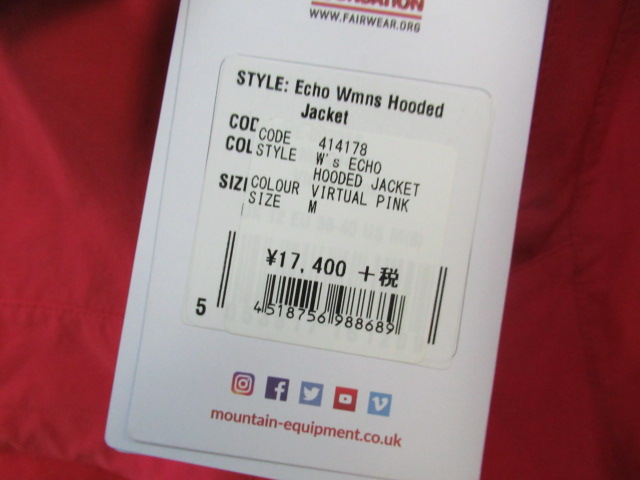 WWW.FAIRWEAR.ORG
STYLE: Echo Wmns Hooded
Jacket
CODE 414178
STYLE W's ECHO
HOODED JACKET
COLOUR VIRTUAL PINK
SIZE M
¥17,400 +税
5
4518756988689
mountain-equipment.co.uk